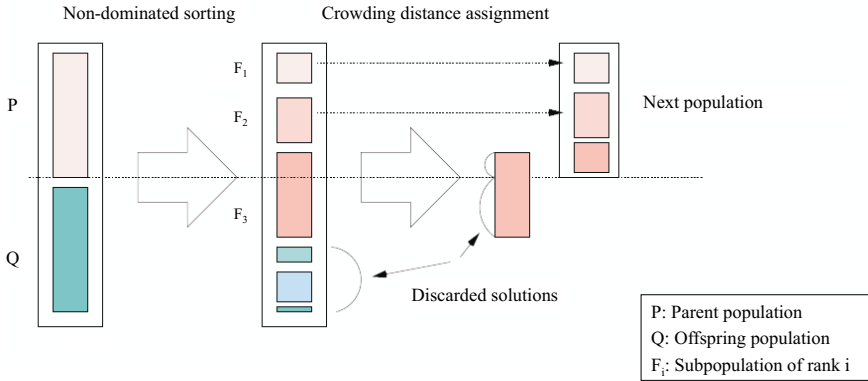 Non-dominated sorting
Crowding distance assignment
P
F1
F2
Next population
F3
Q
Discarded solutions
P: Parent population
Q: Offspring population
Fi: Subpopulation of rank i